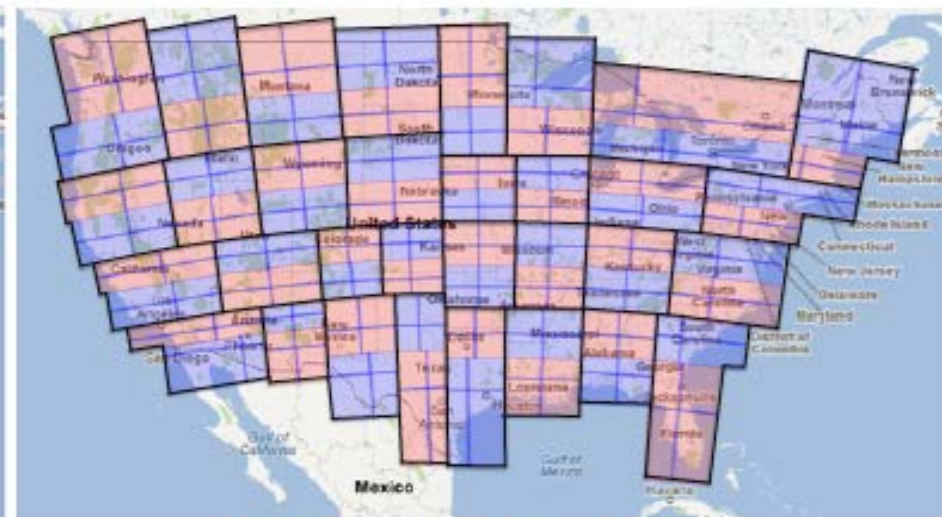 Washington
Montana
North
Dakota
Minnesota
Montreal
New
Brunswick
Maine
Ottawa
Oregon
Idaho
Wyoming
South
Dakota
Wisconsin
Michigan
Toronto
New York
New
Hampshire
Massachusetts
Rhode Island
Connecticut
New Jersey
Delaware
Maryland
District of
Columbia
Nebraska
Iowa
Chicago
Illinois
Indiana
Ohio
Pennsylvania
Nevada
United States
Colorado
Kansas
Missouri
West
Virginia
Virginia
Kentucky
North
Carolina
California
Los
Angeles
San Diego
Arizona
New
Mexico
Oklahoma
Dallas
Mississippi
Alabama
South
Carolina
Georgia
Texas
San
Antonio
Houston
Louisiana
Jacksonville
Florida
Gulf of
California
Gulf of
Mexico
Mexico
Havana